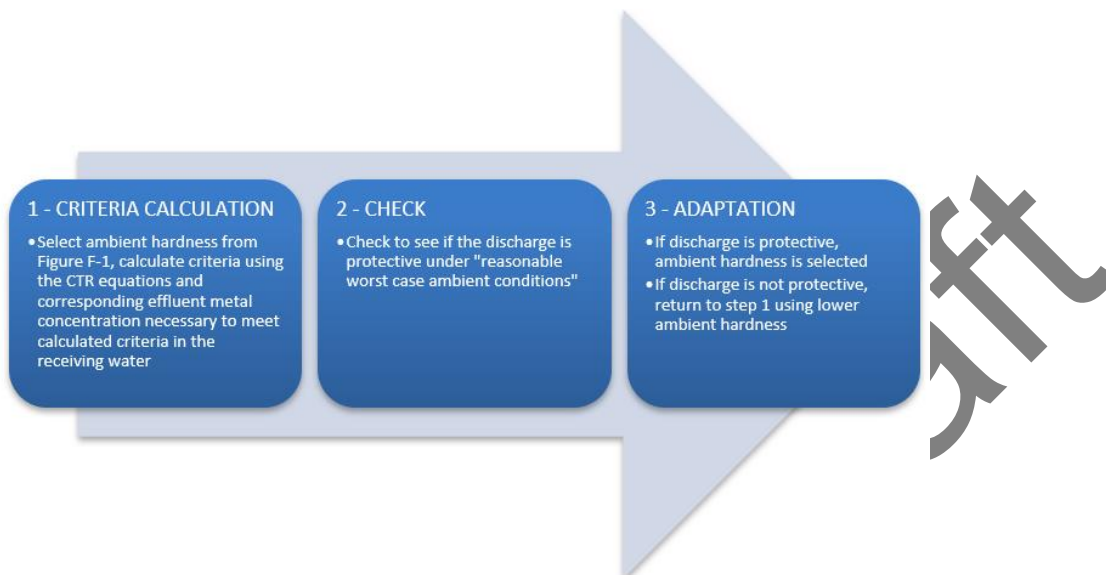 1 - CRITERIA CALCULATION
•Select ambient hardness from
Figure F-1, calculate criteria using
the CTR equations and
corresponding effluent metal
concentration necessary to meet
calculated criteria in the
receiving water
2 - CHECK
•Check to see if the discharge is
protective under "reasonable
worst case ambient conditions"
3 - ADAPTATION
•If discharge is protective,
ambient hardness is selected
•If discharge is not protective,
return to step 1 using lower
ambient hardness